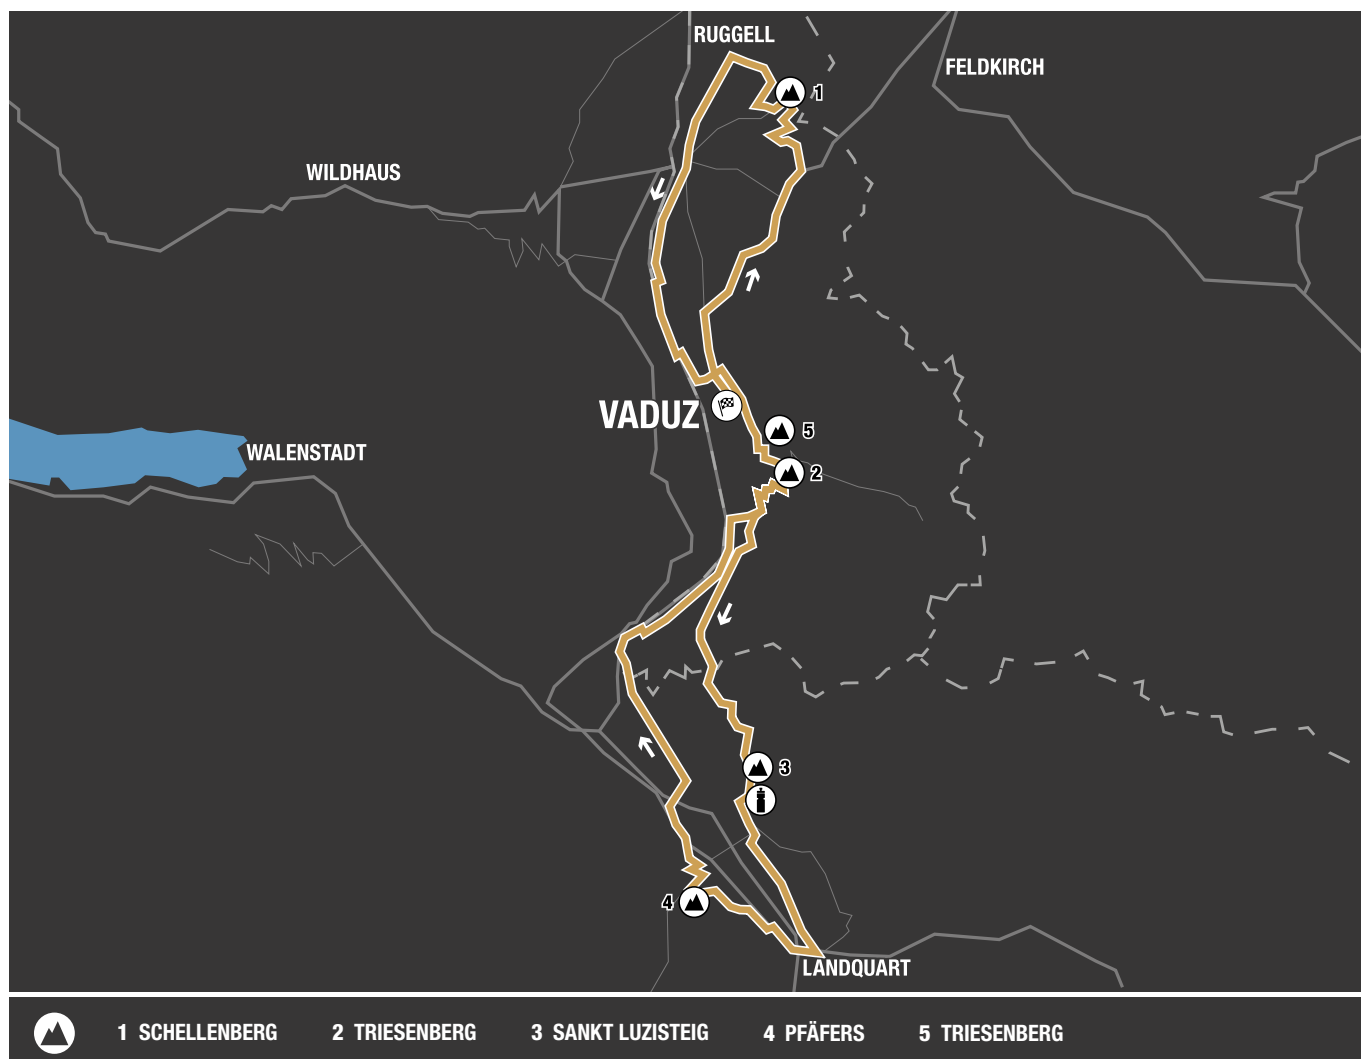 RUGGELL
FELDKIRCH
1
WILDHAUS
VADUZ
5
WALENSTADT
2
3
4
LANDQUART
1 SCHELLENBERG 2 TRIESENBERG 3 SANKT LUZISTEIG 4 PFÄFERS 5 TRIESENBERG